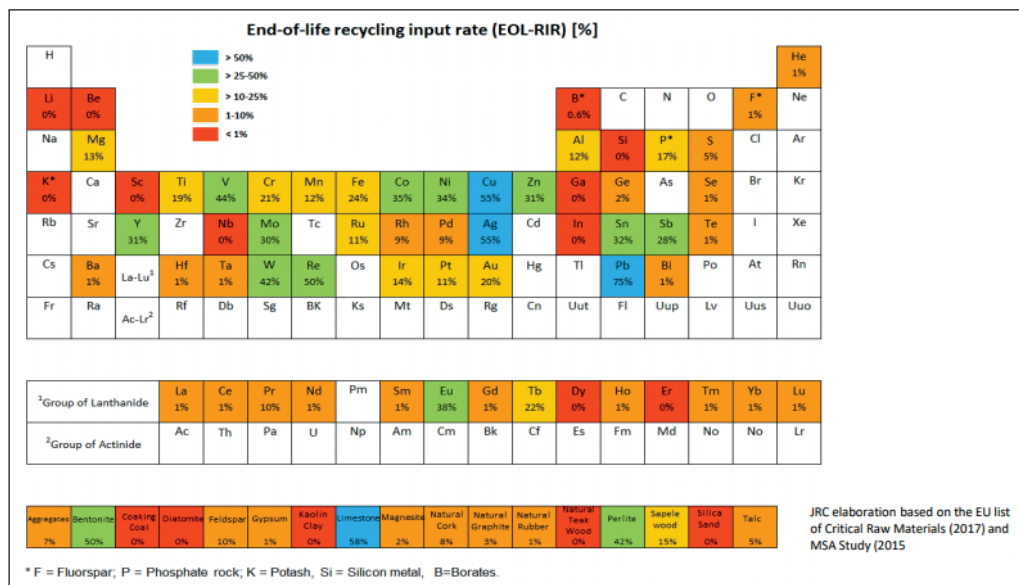 End-of-life recycling input rate (EOL-RIR) [%]
> 50%
> 25-50%
> 10-25%
1-10%
< 1%
H He
1%
Li Be B* C N O F* Ne
0% 0% 0.6% 1%
Na Mg Al Si P* S Cl Ar
13% 12% 0% 17% 5%
K* Ca Sc Ti V Cr Mn Fe Co Ni Cu Zn Ga Ge As Se Br Kr
0% 0% 19% 44% 21% 12% 24% 35% 34% 55% 31% 0% 2% 1%
Rb Sr Y Zr Nb Mo Tc Ru Rh Pd Ag Cd In Sn Sb Te I Xe
31% 0% 30% 11% 9% 9% 55% 0% 32% 28% 1%
Cs Ba La-Lu1 Hf Ta W Re Os Ir Pt Au Hg Tl Pb Bi Po At Rn
1% 1% 1% 42% 50% 14% 11% 20% 75% 1%
Fr Ra Ac-Lr2 Rf Db Sg BK Ks Mt Ds Rg Cn Uut Fl Uup Lv Uus Uuo
1Group of Lanthanide La Ce Pr Nd Pm Sm Eu Gd Tb Dy Ho Er Tm Yb Lu
1% 1% 10% 1% 1% 38% 1% 22% 0% 1% 0% 1% 1% 1%
2Group of Actinide Ac Th Pa U Np Am Cm Bk Cf Es Fm Md No No Lr
Aggregates Bentonite Coaking Coal Diatomite Feldspar Gypsum Kaolin Clay Limestone Magnesite Natural Cork Natural Graphite Natural Rubber Natural Teak Wood Perlite Sapele wood Silica Sand Talc
7% 50% 0% 0% 10% 1% 0% 58% 2% 8% 3% 1% 0% 42% 15% 0% 5%
JRC elaboration based on the EU list
of Critical Raw Materials (2017) and
MSA Study (2015
* F = Fluorspar; P = Phosphate rock; K = Potash, Si = Silicon metal, B=Borates.